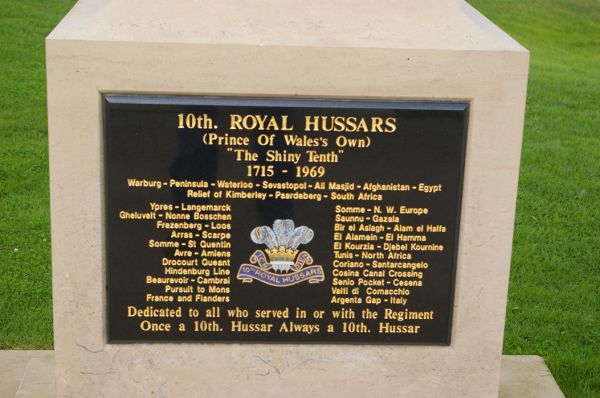 10th. ROYAL HUSSARS
(Prince Of Wales's Own)
"The Shiny Tenth"
1715 - 1969
Warburg - Peninsula - Waterloo - Sevastopol - Ali Masjid - Afghanistan - Egypt
Relief of Kimberley - Paardeberg - South Africa
Ypres - Langemarck
Gheluvelt - Nonne Bosschen
Frezenberg - Loos
Arras - Scarpe
Somme - St Quentin
Avre - Amiens
Drocourt Queant
Hindenburg Line
Beaurevoir - Cambrai
Pursuit to Mons
France and Flanders
Somme - N. W. Europe
Saunnu - Gazala
Bir el Aslagh - Alam el Halfa
El Alamein - El Hamma
El Kourzia - Djebel Kournine
Tunis - North Africa
Coriano - Santarcangelo
Cosina Canal Crossing
Senio Pocket - Cesena
Valti di Comacchio
Argenta Gap - Italy
10TH ROYAL HUSSARS
Dedicated to all who served in or with the Regiment
Once a 10th. Hussar Always a 10th. Hussar